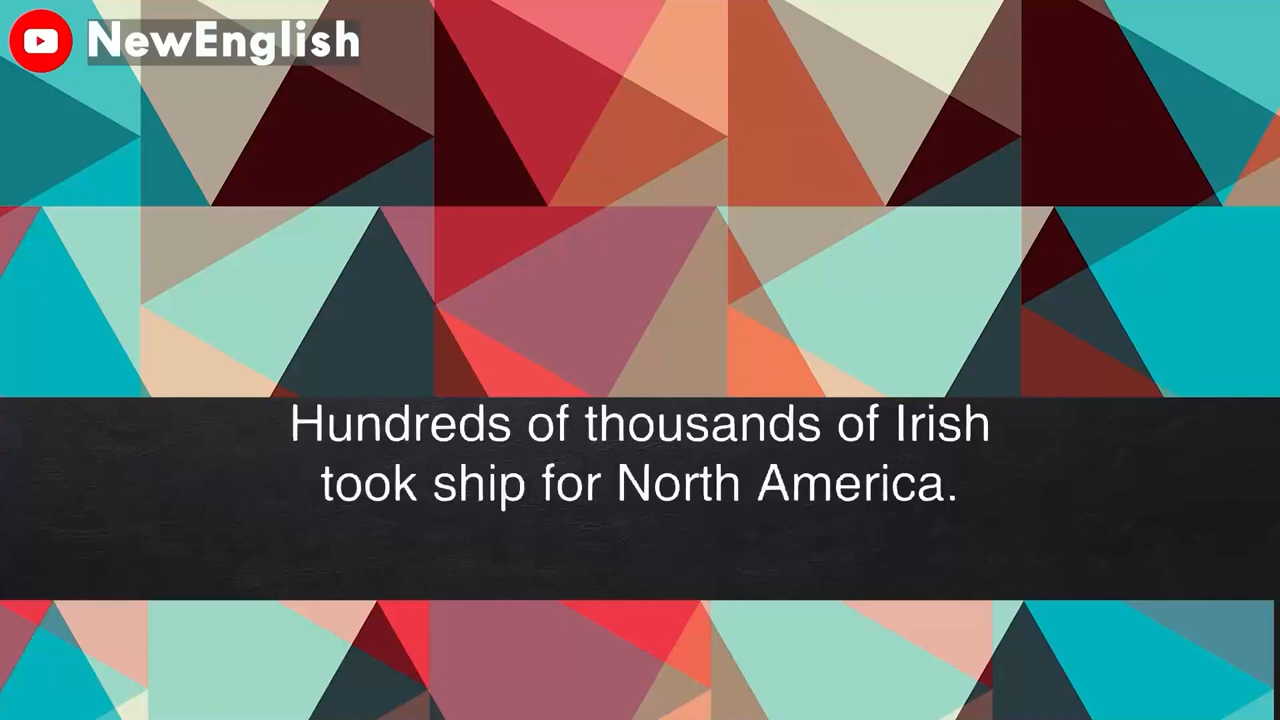 NewEnglish
Hundreds of thousands of Irish
took ship for North America.